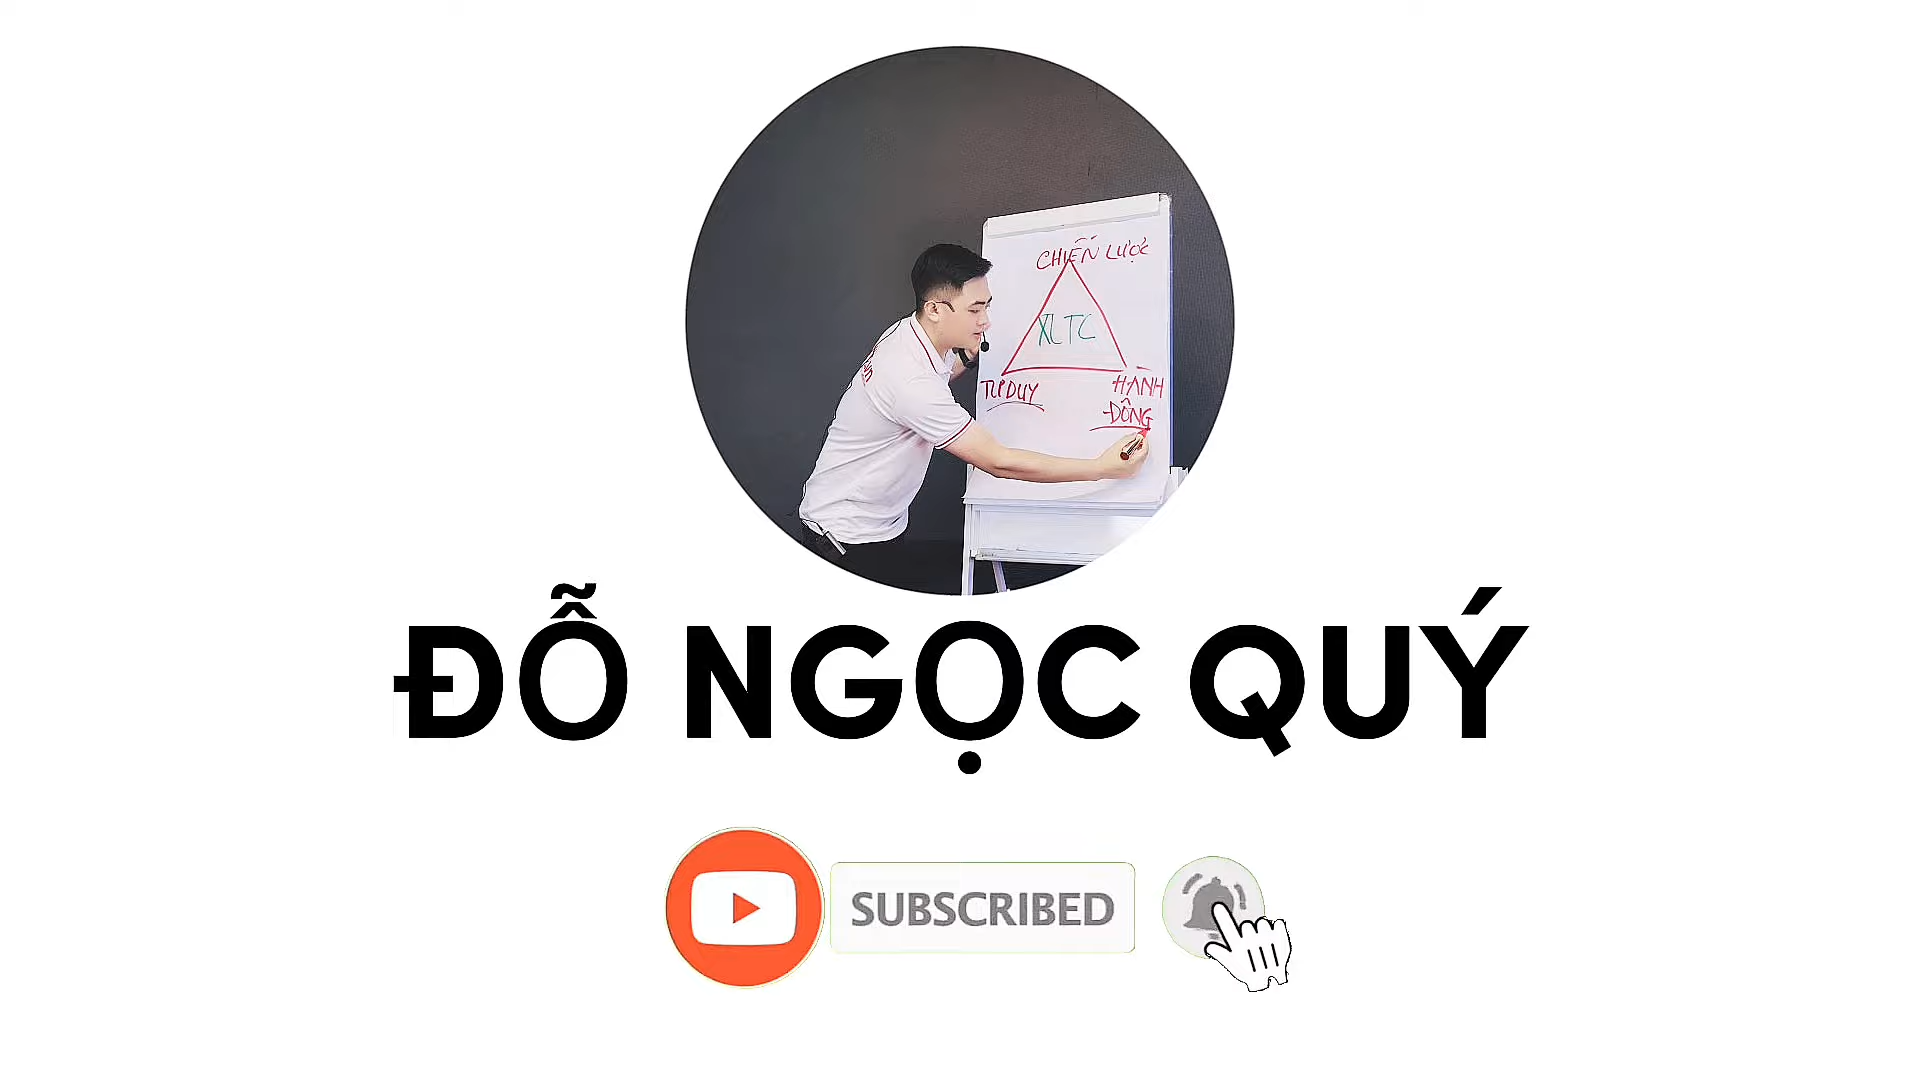 CHIẾN LƯỢC
XLTC
TƯ DUY
HÀNH
ĐỘNG
ĐỖ NGỌC QUÝ
SUBSCRIBED